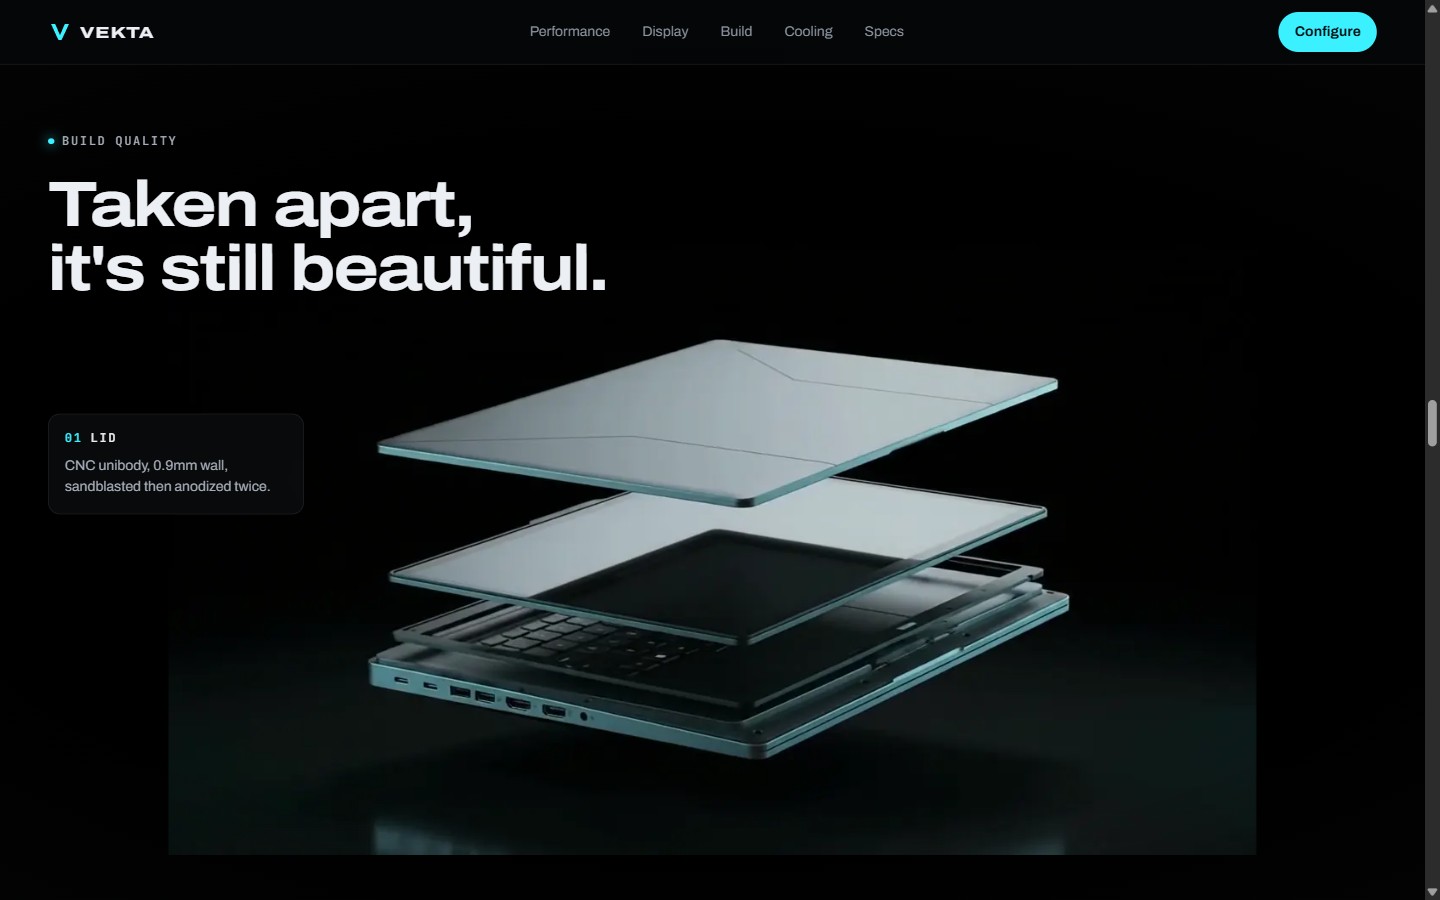 VEKTA
Performance
Display
Build
Cooling
Specs
Configure
BUILD QUALITY
Taken apart,
it's still beautiful.
01 LID
CNC unibody, 0.9mm wall,
sandblasted then anodized twice.